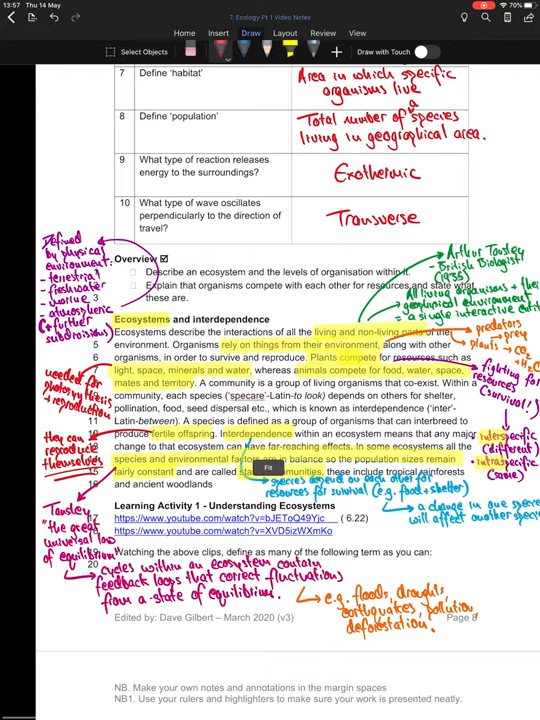 13:57 Thu 14 May
70%
7. Ecology Pt 1 Video Notes
Home Insert Draw Layout Review View
Select Objects
Draw with Touch
7 Define 'habitat'
Area in which specific
organisms live
8 Define 'population'
Total number of a species
living in geographical area.
9 What type of reaction releases
energy to the surroundings?
Exothermic
10 What type of wave oscillates
perpendicularly to the direction of
travel?
Transverse
Defined
by physical
environment:
- terrestrial
- freshwater
- marine
- atmospheric
(+ further
subdivisions)
Overview ☑
Describe an ecosystem and the levels of organisation within it.
Explain that organisms compete with each other for resources and state what
3 these are.
Arthur Tansley
- British Biologist
(1935)
All living organisms + their
geophysical environment
= a single interactive entity
Ecosystems and interdependence
Ecosystems describe the interactions of all the living and non-living parts of the
5 environment. Organisms rely on things from their environment, along with other
6 organisms, in order to survive and reproduce. Plants compete for resources such as
light, space, minerals and water, whereas animals compete for food, water, space,
mates and territory. A community is a group of living organisms that co-exist. Within a
community, each species ('specare'-Latin-to look) depends on others for shelter,
pollination, food, seed dispersal etc., which is known as interdependence ('inter'-
11 Latin-between). A species is defined as a group of organisms that can interbreed to
produce fertile offspring. Interdependence within an ecosystem means that any major
change to that ecosystem can have far-reaching effects. In some ecosystems all the
species and environmental factors are in balance so the population sizes remain
15 fairly constant and are called sta munities, these include tropical rainforests
16 and ancient woodlands
Fit
predators
prey
plants → CO2
+ H2O
fighting for
resources
(survival!)
interspecific
(different)
intraspecific
(same)
needed for
photosynthesis
+ reproduction
they can
reproduce
themselves
species depend on each other for
resources for survival (e.g. food + shelter)
a change in one species
will affect another species
Tansley
"the great
universal law
of equilibrium"
Learning Activity 1 - Understanding Ecosystems
17 https://www.youtube.com/watch?v=bJEToQ49Yjc (6.22)
18 https://www.youtube.com/watch?v=XVD5izWXmKo
19 Watching the above clips, define as many of the following term as you can:
20
cycles within an ecosystem contain
feedback loops that correct fluctuations
from a state of equilibrium.
e.g. floods, droughts,
earthquakes, pollution
deforestation.
Edited by: Dave Gilbert – March 2020 (v3)
Page 8
NB. Make your own notes and annotations in the margin spaces
NB1. Use your rulers and highlighters to make sure your work is presented neatly.